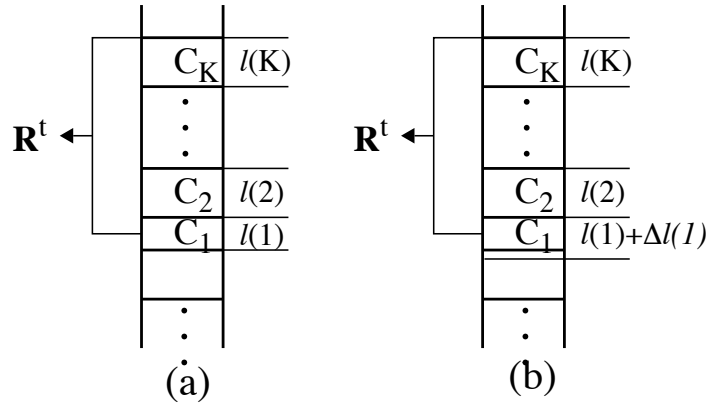 C_K l(K)
R^t
C_2 l(2)
C_1 l(1)
(a)
C_K l(K)
R^t
C_2 l(2)
C_1 l(1)+Δl(1)
(b)